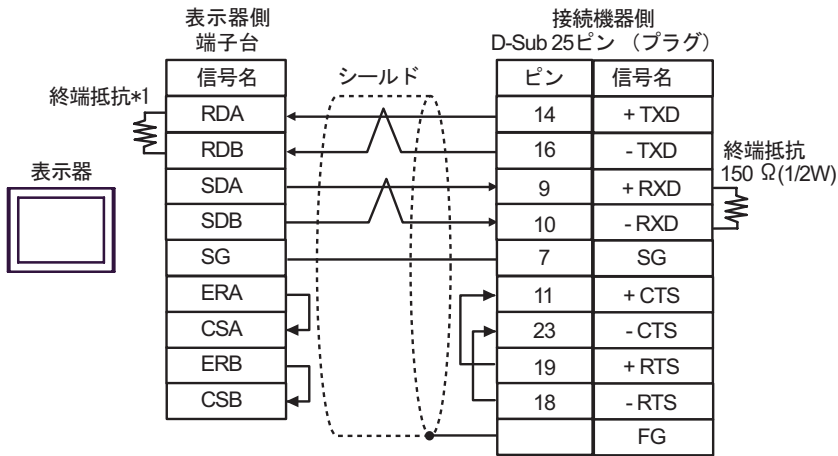 表示器側
端子台
接続機器側
D-Sub 25ピン （プラグ）
信号名 シールド ピン 信号名
終端抵抗*1
RDA 14 + TXD
RDB 16 - TXD
終端抵抗
150 Ω(1/2W)
表示器
SDA 9 + RXD
SDB 10 - RXD
SG 7 SG
ERA 11 + CTS
CSA 23 - CTS
ERB 19 + RTS
CSB 18 - RTS
FG